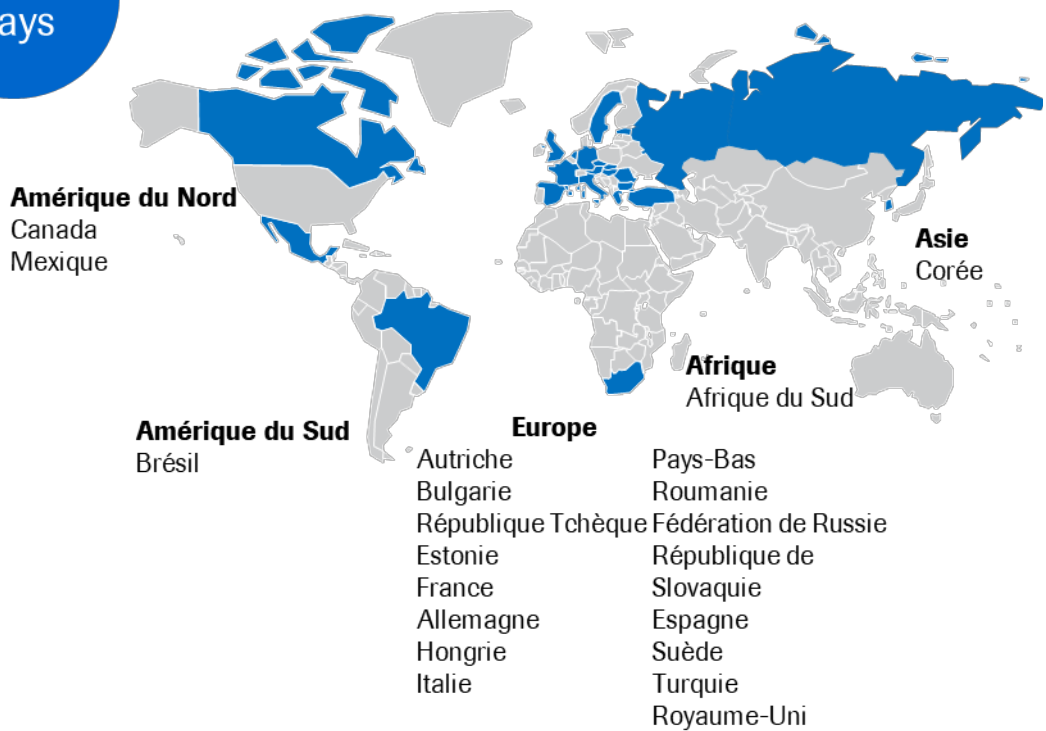 ays
Amérique du Nord
Canada
Mexique
Asie
Corée
Afrique
Afrique du Sud
Amérique du Sud
Brésil
Europe
Autriche
Bulgarie
République Tchèque
Estonie
France
Allemagne
Hongrie
Italie
Pays-Bas
Roumanie
Fédération de Russie
République de
Slovaquie
Espagne
Suède
Turquie
Royaume-Uni